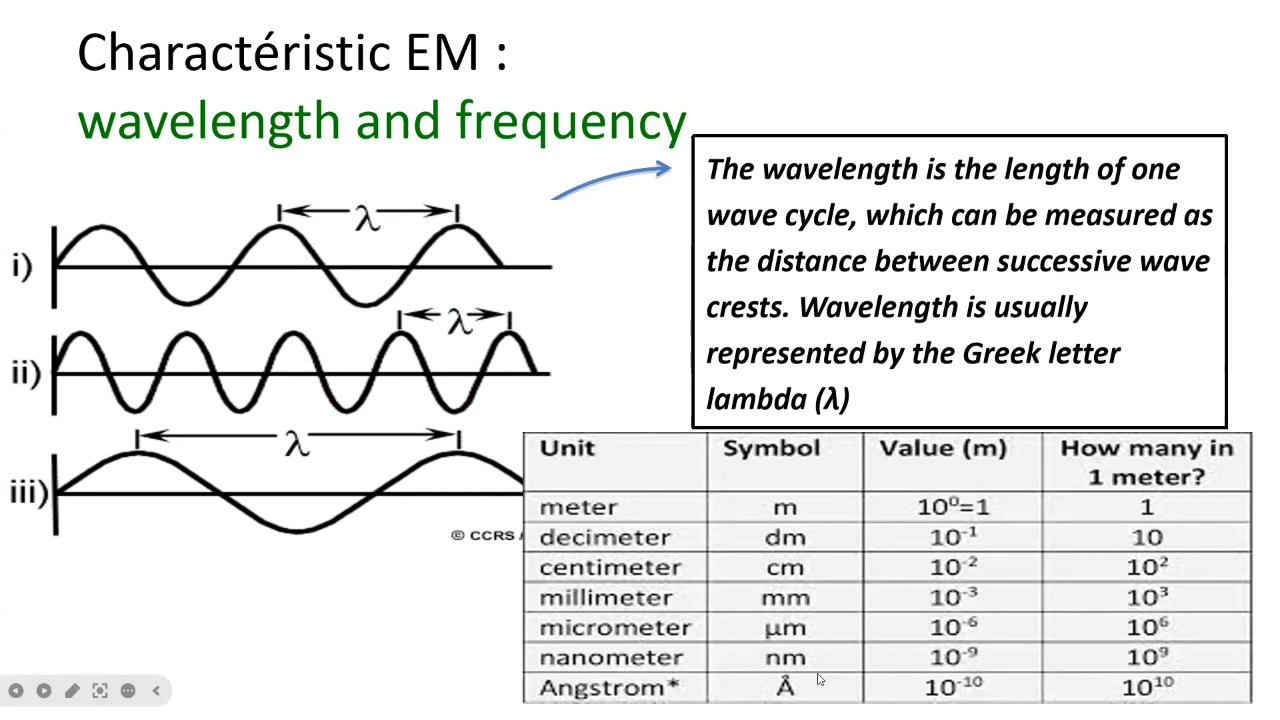 Charactéristic EM :
wavelength and frequency
The wavelength is the length of one
wave cycle, which can be measured as
the distance between successive wave
crests. Wavelength is usually
represented by the Greek letter
lambda (λ)
i)
λ
ii)
λ
iii)
λ
© CCRS
Unit Symbol Value (m) How many in
1 meter?
meter m 10⁰=1 1
decimeter dm 10⁻¹ 10
centimeter cm 10⁻² 10²
millimeter mm 10⁻³ 10³
micrometer μm 10⁻⁶ 10⁶
nanometer nm 10⁻⁹ 10⁹
Angstrom* Å 10⁻¹⁰ 10¹⁰